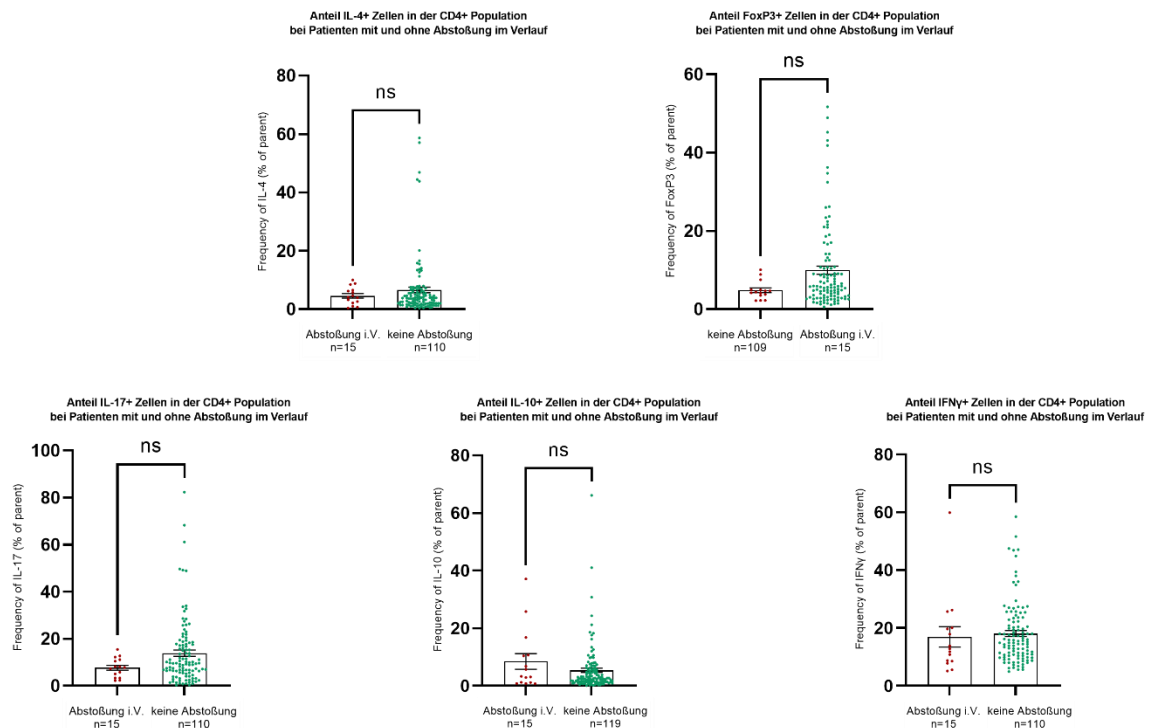 Anteil IL-4+ Zellen in der CD4+ Population
bei Patienten mit und ohne Abstoßung im Verlauf
ns
80
60
40
20
0
Frequency of IL-4 (% of parent)
Abstoßung i.V.
n=15
keine Abstoßung
n=110
Anteil FoxP3+ Zellen in der CD4+ Population
bei Patienten mit und ohne Abstoßung im Verlauf
ns
60
40
20
0
Frequency of FoxP3 (% of parent)
keine Abstoßung
n=109
Abstoßung i.V.
n=15
Anteil IL-17+ Zellen in der CD4+ Population
bei Patienten mit und ohne Abstoßung im Verlauf
ns
100
80
60
40
20
0
Frequency of IL-17 (% of parent)
Abstoßung i.V.
n=15
keine Abstoßung
n=110
Anteil IL-10+ Zellen in der CD4+ Population
bei Patienten mit und ohne Abstoßung im Verlauf
ns
80
60
40
20
0
Frequency of IL-10 (% of parent)
Abstoßung i.V.
n=15
keine Abstoßung
n=119
Anteil IFNγ+ Zellen in der CD4+ Population
bei Patienten mit und ohne Abstoßung im Verlauf
ns
80
60
40
20
0
Frequency of IFNγ (% of parent)
Abstoßung i.V.
n=15
keine Abstoßung
n=110